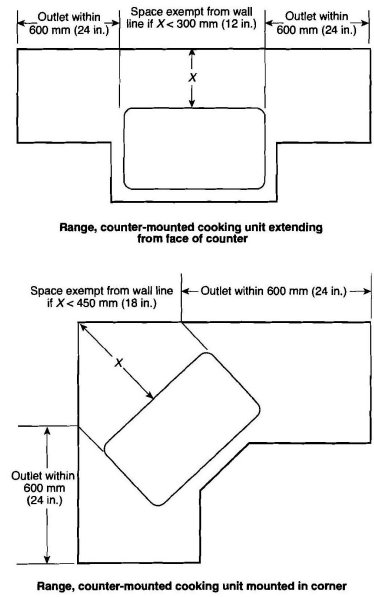 Outlet within
600 mm (24 in.)
Space exempt from wall
line if X < 300 mm (12 in.)
Outlet within
600 mm (24 in.)
X
Range, counter-mounted cooking unit extending
from face of counter
Space exempt from wall line
if X < 450 mm (18 in.)
Outlet within 600 mm (24 in.)
X
Outlet within
600 mm
(24 in.)
Range, counter-mounted cooking unit mounted in corner